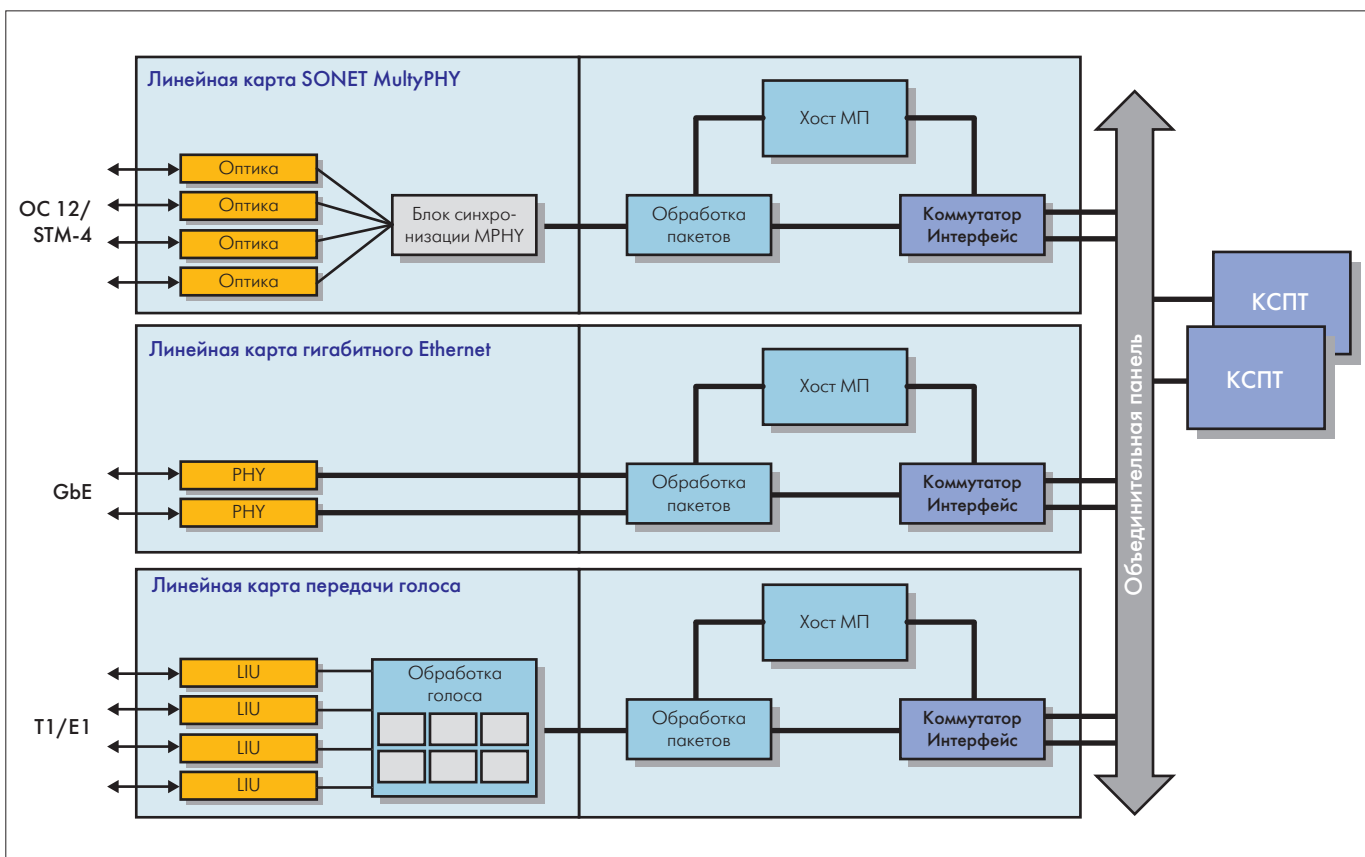 Линейная карта SONET MultyPHY
Хост МП
Оптика
Оптика
Оптика
Оптика
OC 12/
STM-4
Блок синхро-
низации MPHY
Обработка
пакетов
Коммутатор
Интерфейс
КСПТ
КСПТ
Объединительная панель
Линейная карта гигабитного Ethernet
Хост МП
PHY
PHY
GbE
Обработка
пакетов
Коммутатор
Интерфейс
Линейная карта передачи голоса
Хост МП
LIU
LIU
LIU
LIU
T1/E1
Обработка
голоса
Обработка
пакетов
Коммутатор
Интерфейс